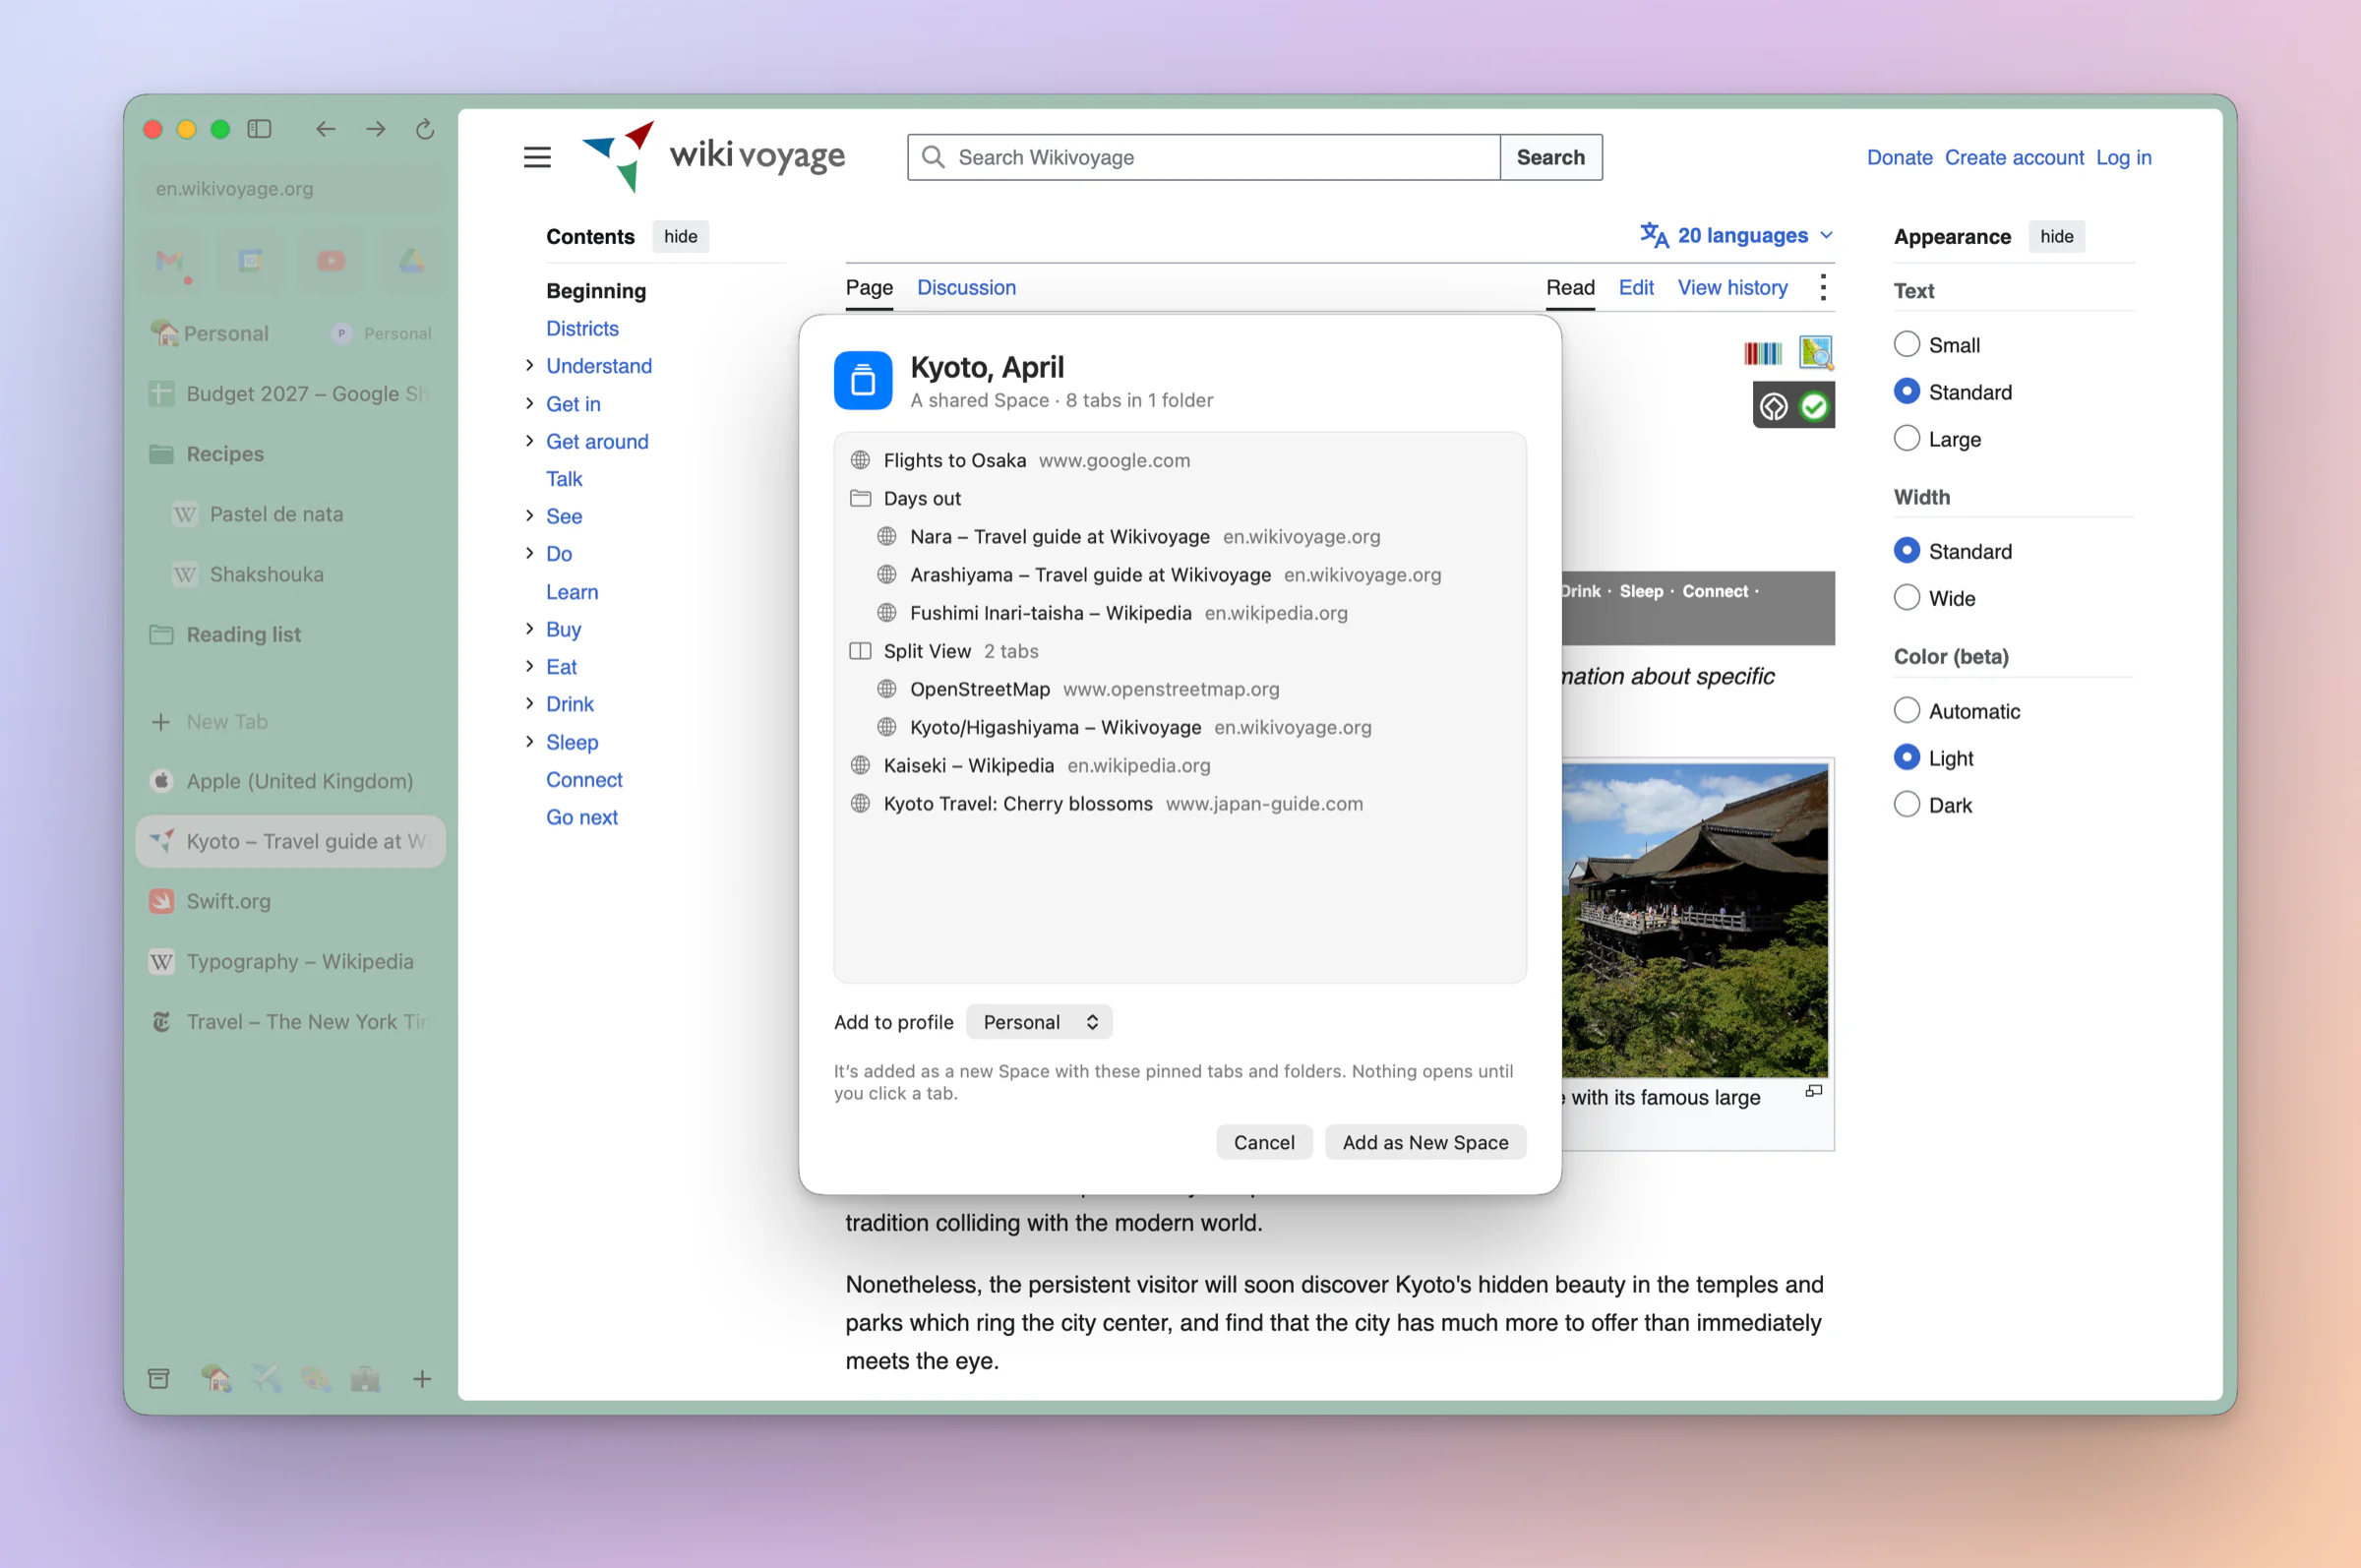 en.wikivoyage.org
Personal
P Personal
Budget 2027 – Google Sh
Recipes
W Pastel de nata
W Shakshouka
Reading list
New Tab
Apple (United Kingdom)
Kyoto – Travel guide at W
Swift.org
W Typography – Wikipedia
Travel – The New York Tim
wikivoyage
Search Wikivoyage
Search
Donate Create account Log in
Contents hide
Beginning
Districts
Understand
Get in
Get around
Talk
See
Do
Learn
Buy
Eat
Drink
Sleep
Connect
Go next
20 languages
Page Discussion
Read Edit View history
Kyoto, April
A shared Space · 8 tabs in 1 folder
Flights to Osaka www.google.com
Days out
Nara – Travel guide at Wikivoyage en.wikivoyage.org
Arashiyama – Travel guide at Wikivoyage en.wikivoyage.org
Fushimi Inari-taisha – Wikipedia en.wikipedia.org
Split View 2 tabs
OpenStreetMap www.openstreetmap.org
Kyoto/Higashiyama – Wikivoyage en.wikivoyage.org
Kaiseki – Wikipedia en.wikipedia.org
Kyoto Travel: Cherry blossoms www.japan-guide.com
Add to profile Personal
It’s added as a new Space with these pinned tabs and folders. Nothing opens until
you click a tab.
Cancel
Add as New Space
Drink · Sleep · Connect ·
mation about specific
with its famous large
tradition colliding with the modern world.
Nonetheless, the persistent visitor will soon discover Kyoto's hidden beauty in the temples and
parks which ring the city center, and find that the city has much more to offer than immediately
meets the eye.
Appearance hide
Text
Small
Standard
Large
Width
Standard
Wide
Color (beta)
Automatic
Light
Dark